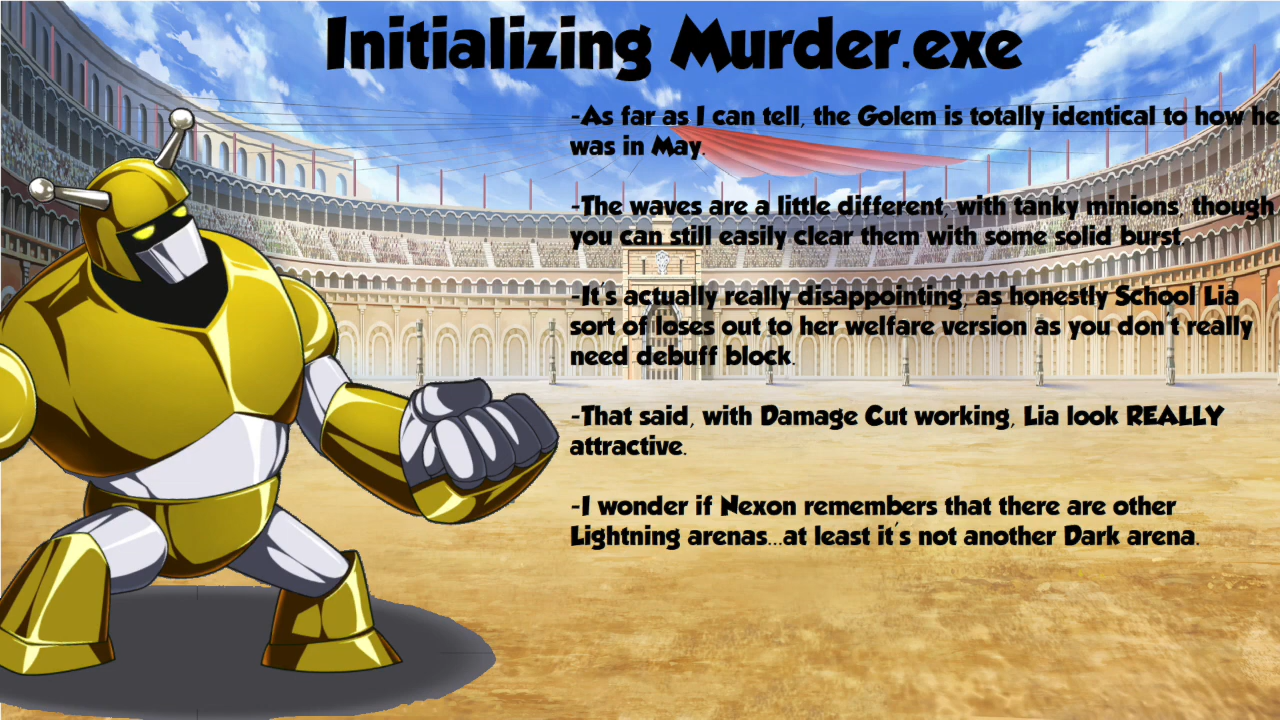 Initializing Murder.exe
-As far as I can tell, the Golem is totally identical to how he
was in May.
-The waves are a little different, with tanky minions, though
you can still easily clear them with some solid burst.
-It's actually really disappointing, as honestly School Lia
sort of loses out to her welfare version as you don't really
need debuff block.
-That said, with Damage Cut working, Lia look REALLY
attractive.
-I wonder if Nexon remembers that there are other
Lightning arenas...at least it's not another Dark arena.